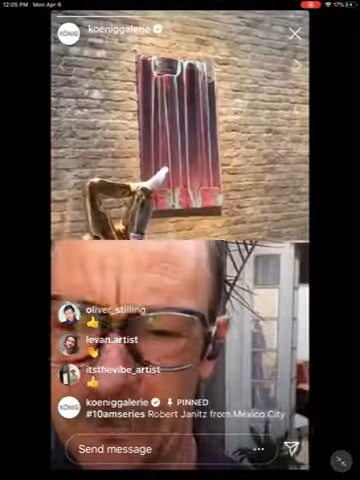 12:05 PM Mon Apr 6
17%
KÖNIG
koeniggalerie
oliver_stilling
levan.artist
itsthevibe_artist
KÖNIG
koeniggalerie PINNED
#10amseries Robert Janitz from México City
Send message